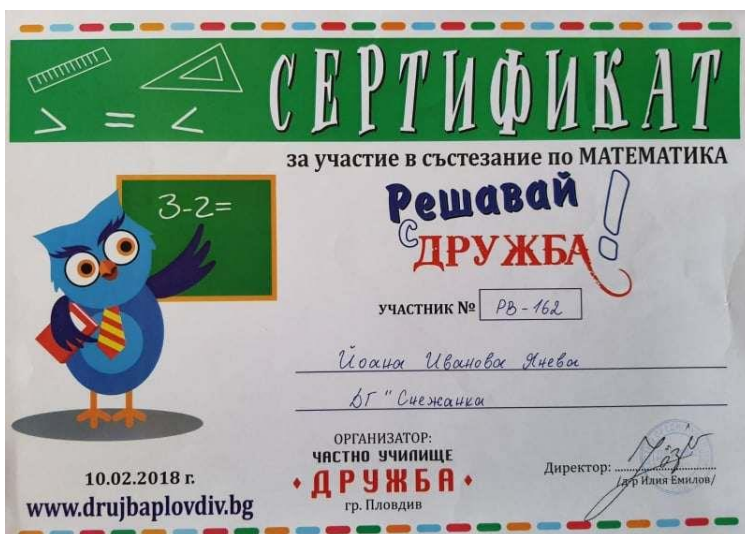 > = <
СЕРТИФИКАТ
за участие в състезание по МАТЕМАТИКА
3-2=
Решавай
с ДРУЖБА!
УЧАСТНИК № РВ-162
Йоана Иванова Янева
ДГ "Снежанка
ОРГАНИЗАТОР:
ЧАСТНО УЧИЛИЩЕ
ДРУЖБА
гр. Пловдив
10.02.2018 г.
www.drujbaplovdiv.bg
Директор:
/д-р Илия Емилов/